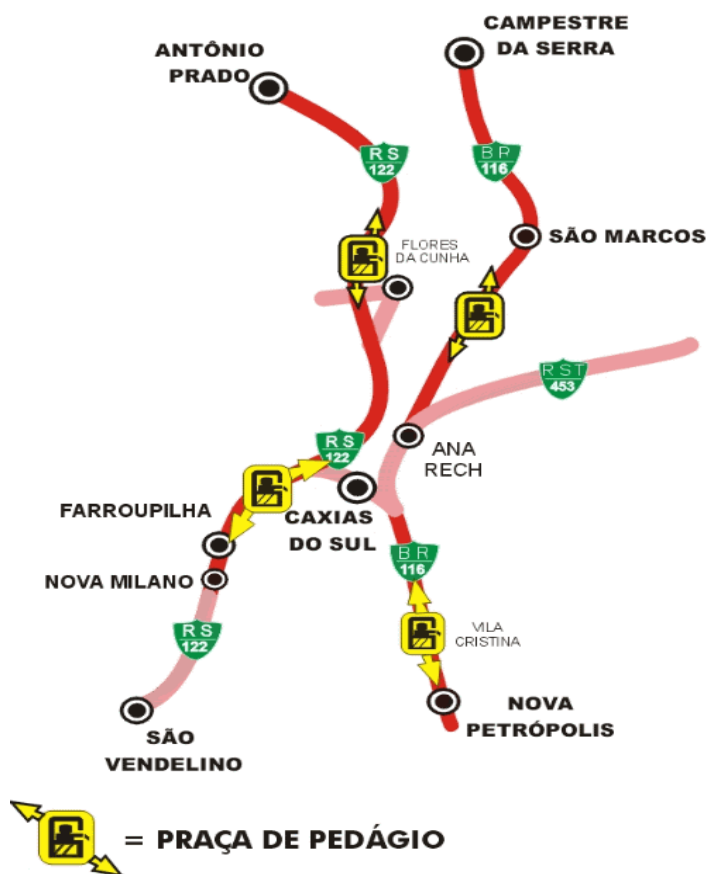 CAMPESTRE
DA SERRA
ANTÔNIO
PRADO
RS
122
BR
116
SÃO MARCOS
FLORES
DA CUNHA
RST
453
RS
122
ANA
RECH
FARROUPILHA
CAXIAS
DO SUL
NOVA MILANO
BR
116
RS
122
VILA
CRISTINA
NOVA
PETRÓPOLIS
SÃO
VENDELINO
= PRAÇA DE PEDÁGIO